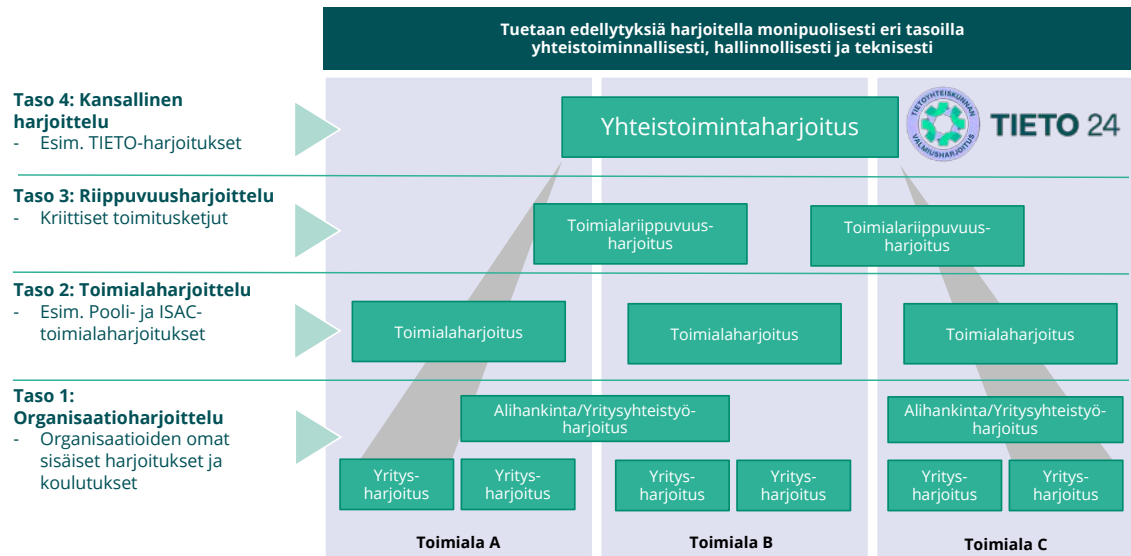 Tuetaan edellytyksiä harjoitella monipuolisesti eri tasoilla
yhteistoiminnallisesti, hallinnollisesti ja teknisesti
Taso 4: Kansallinen
harjoittelu
- Esim. TIETO-harjoitukset
Yhteistoimintaharjoitus
TIETOYHTEISKUNNAN
VALMIUSHARJOITUS
TIETO 24
Taso 3: Riippuvuusharjoittelu
- Kriittiset toimitusketjut
Toimialariippuvuus-
harjoitus
Toimialariippuvuus-
harjoitus
Taso 2: Toimialaharjoittelu
- Esim. Pooli- ja ISAC-
toimialaharjoitukset
Toimialaharjoitus
Toimialaharjoitus
Toimialaharjoitus
Taso 1:
Organisaatioharjoittelu
- Organisaatioiden omat
sisäiset harjoitukset ja
koulutukset
Alihankinta/Yritysyhteistyö-
harjoitus
Alihankinta/Yritysyhteistyö-
harjoitus
Yritys-
harjoitus
Yritys-
harjoitus
Yritys-
harjoitus
Yritys-
harjoitus
Yritys-
harjoitus
Yritys-
harjoitus
Toimiala A
Toimiala B
Toimiala C